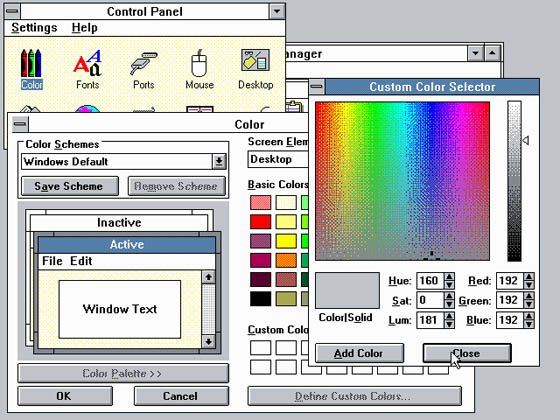 Control Panel
Settings Help
Color Fonts Ports Mouse Desktop
anager
Color
Color Schemes:
Windows Default
Save Scheme Remove Scheme
Inactive
Active
File Edit
Window Text
Color Palette >>
OK Cancel
Screen Elem
Desktop
Basic Colors
Custom Colo
Define Custom Colors...
Custom Color Selector
Color|Solid
Hue: 160 Red: 192
Sat: 0 Green: 192
Lum: 181 Blue: 192
Add Color Close